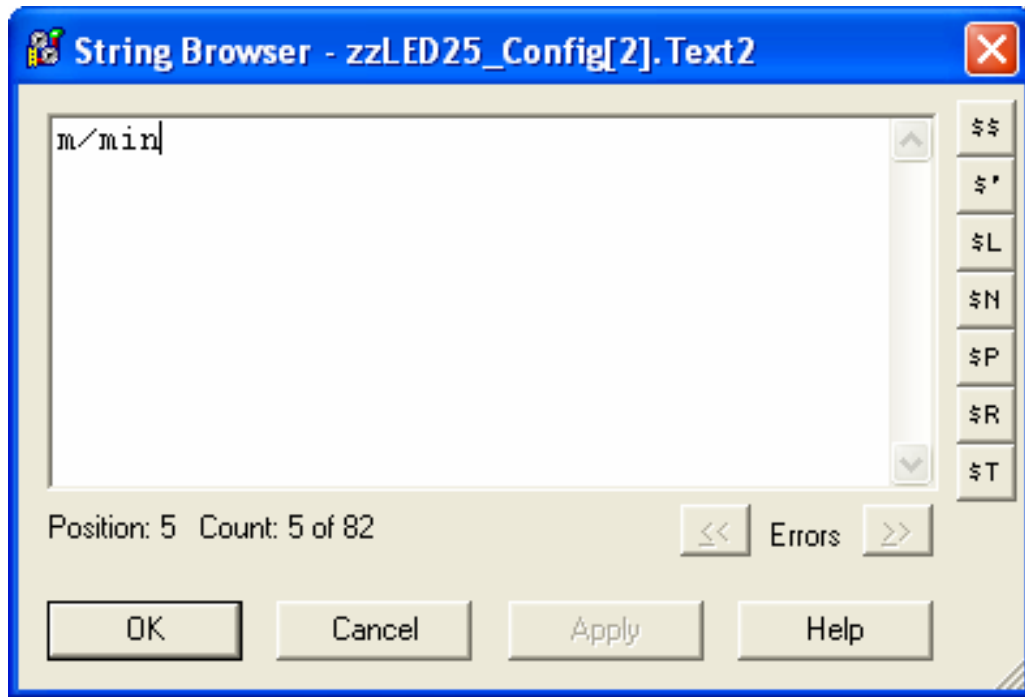 String Browser - zzLED25_Config[2].Text2
m/min
$$
$'
$L
$N
$P
$R
$T
Position: 5 Count: 5 of 82
<< Errors >>
OK Cancel Apply Help